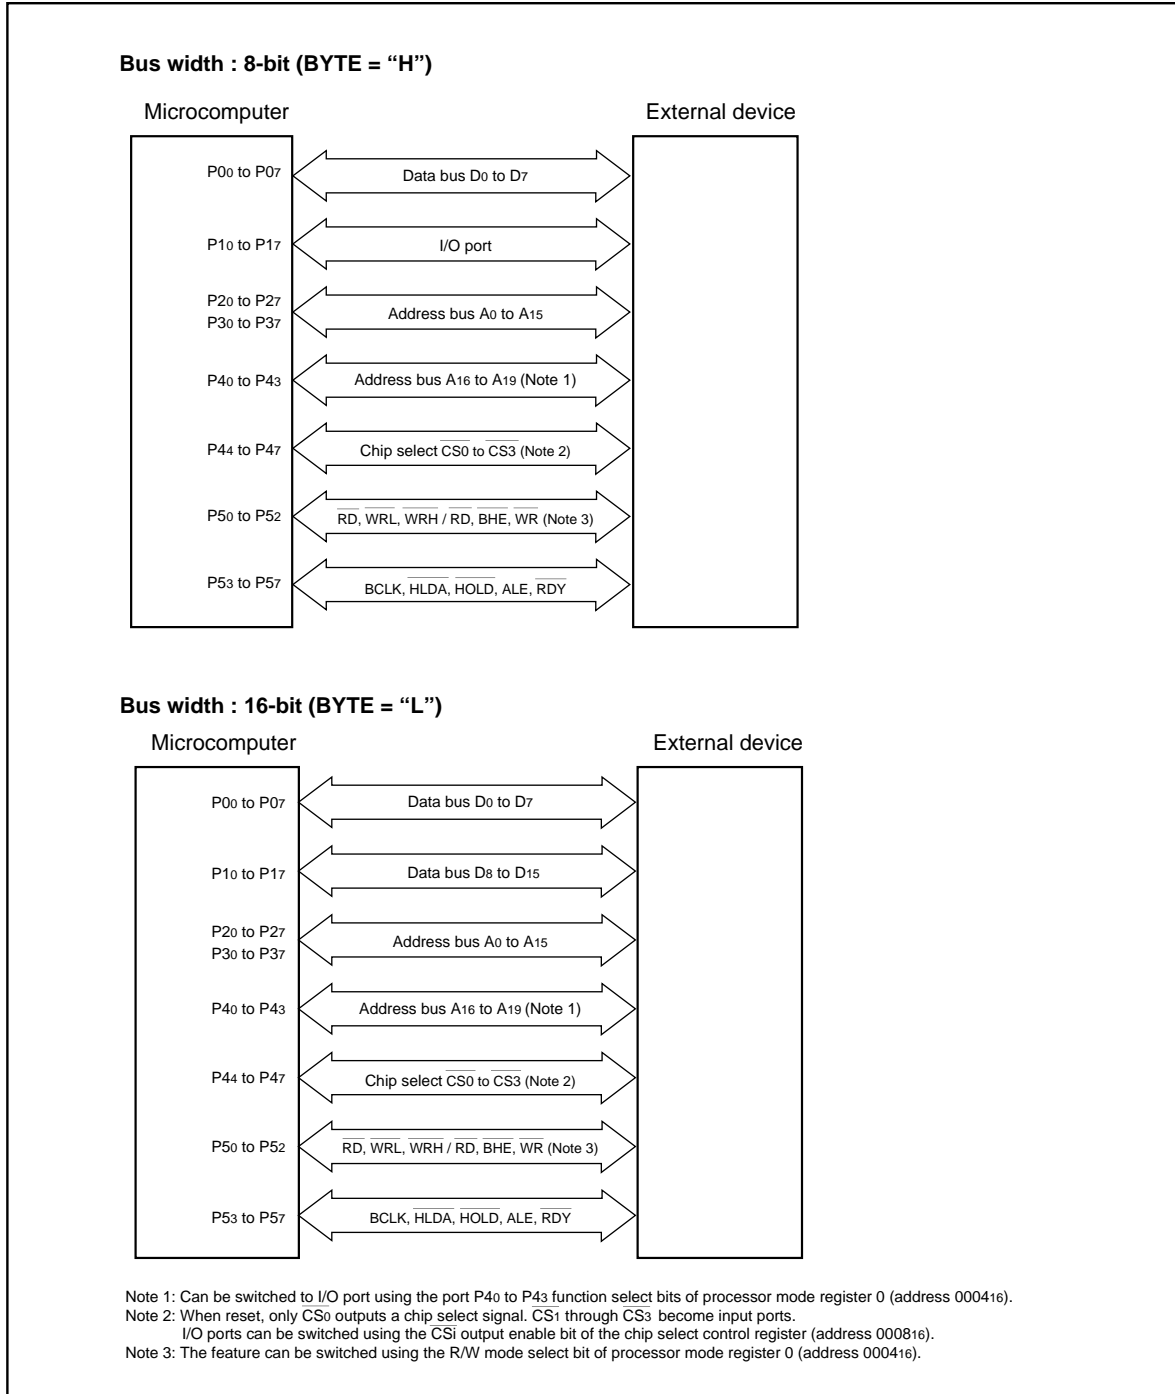 Bus width : 8-bit (BYTE = “H”)
Microcomputer
External device
P00 to P07
Data bus D0 to D7
P10 to P17
I/O port
P20 to P27
P30 to P37
Address bus A0 to A15
P40 to P43
Address bus A16 to A19 (Note 1)
P44 to P47
Chip select CS0 to CS3 (Note 2)
P50 to P52
RD, WRL, WRH / RD, BHE, WR (Note 3)
P53 to P57
BCLK, HLDA, HOLD, ALE, RDY
Bus width : 16-bit (BYTE = “L”)
Microcomputer
External device
P00 to P07
Data bus D0 to D7
P10 to P17
Data bus D8 to D15
P20 to P27
P30 to P37
Address bus A0 to A15
P40 to P43
Address bus A16 to A19 (Note 1)
P44 to P47
Chip select CS0 to CS3 (Note 2)
P50 to P52
RD, WRL, WRH / RD, BHE, WR (Note 3)
P53 to P57
BCLK, HLDA, HOLD, ALE, RDY
Note 1: Can be switched to I/O port using the port P40 to P43 function select bits of processor mode register 0 (address 000416).
Note 2: When reset, only CS0 outputs a chip select signal. CS1 through CS3 become input ports.
I/O ports can be switched using the CSi output enable bit of the chip select control register (address 000816).
Note 3: The feature can be switched using the R/W mode select bit of processor mode register 0 (address 000416).